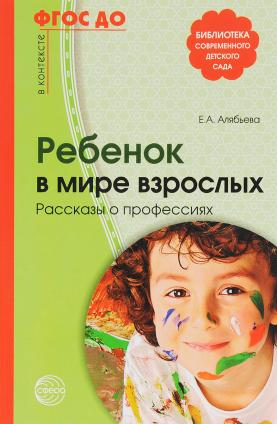 в контексте
ФГОС ДО
БИБЛИОТЕКА
СОВРЕМЕННОГО
ДЕТСКОГО
САДА
Е.А. Алябьева
Ребенок
в мире взрослых
Рассказы о профессиях
СФЕРА